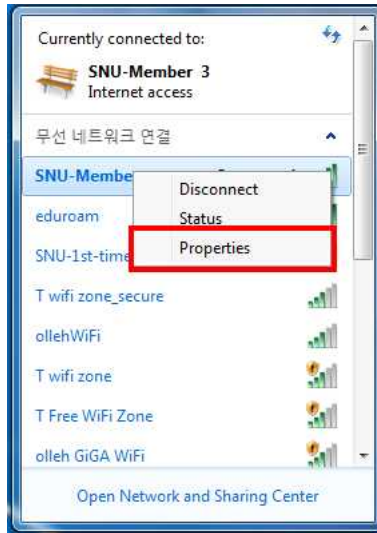 Currently connected to:
SNU-Member 3
Internet access
무선 네트워크 연결
SNU-Membe
Disconnect
eduroam
Status
SNU-1st-time
Properties
T wifi zone_secure
ollehWiFi
T wifi zone
T Free WiFi Zone
olleh GiGA WiFi
Open Network and Sharing Center